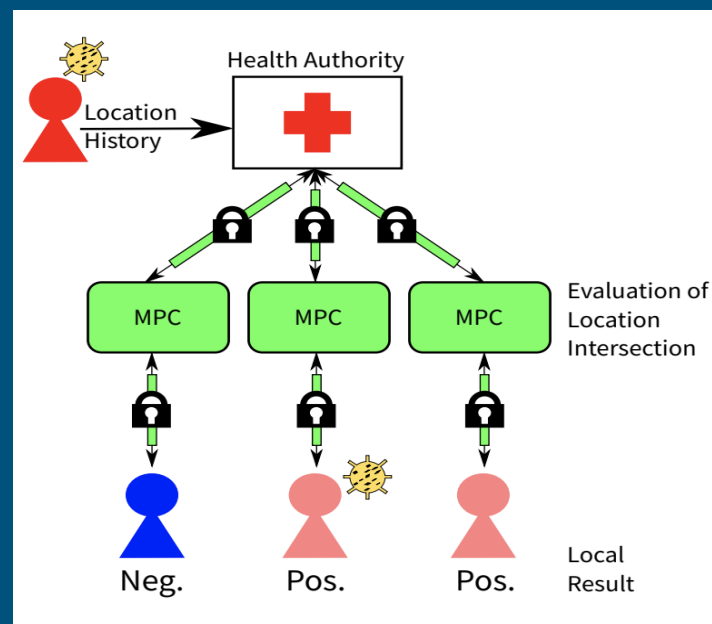 Health Authority
Location
History
MPC
MPC
MPC
Evaluation of
Location
Intersection
Neg.
Pos.
Pos.
Local
Result